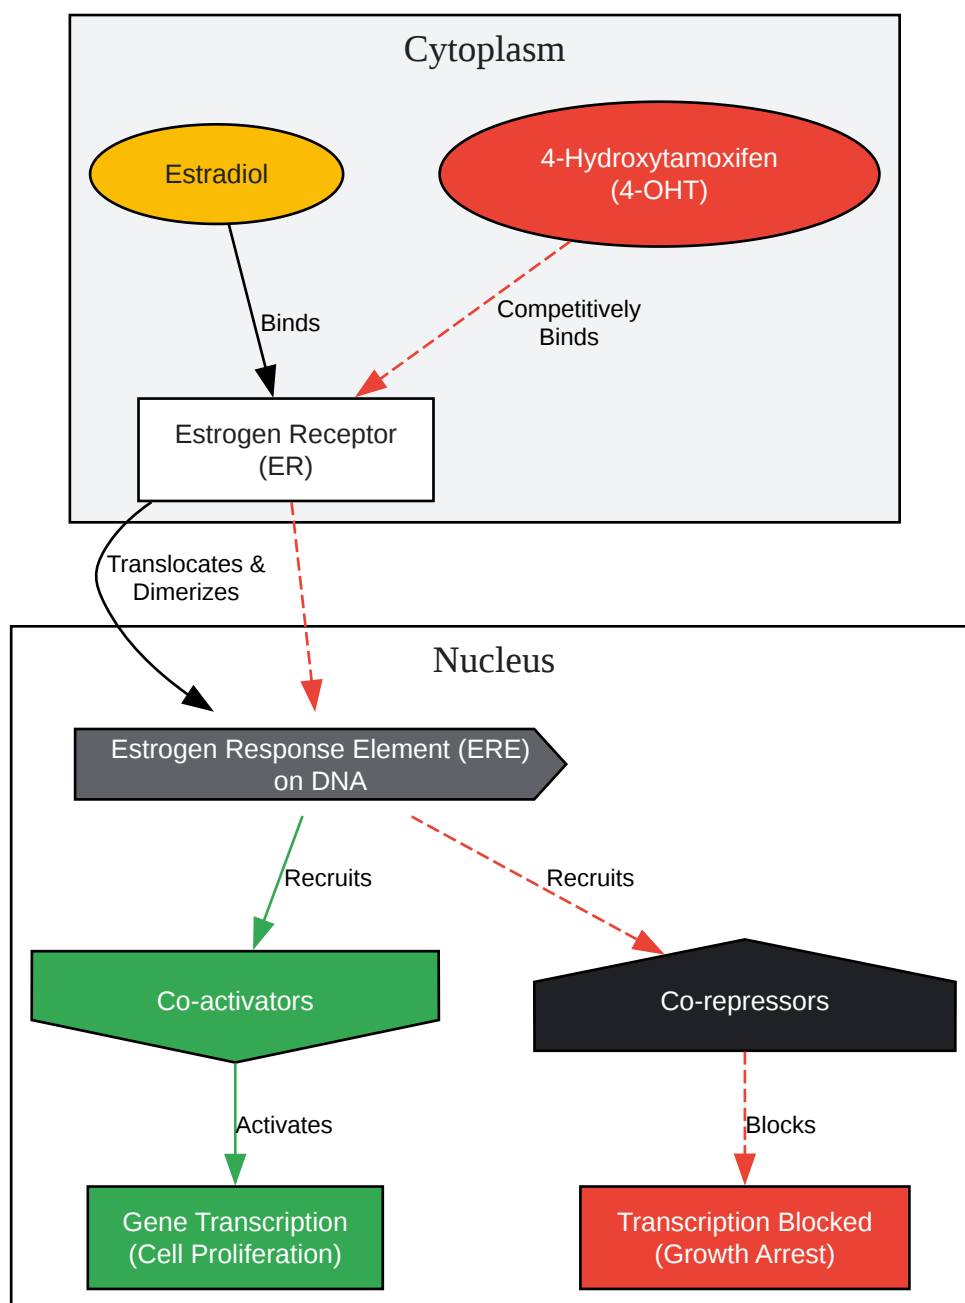 Cytoplasm
Estradiol
4-Hydroxytamoxifen
(4-OHT)
Binds
Competitively
Binds
Estrogen Receptor
(ER)
Translocates &
Dimerizes
Nucleus
Estrogen Response Element (ERE)
on DNA
Recruits
Recruits
Co-activators
Co-repressors
Activates
Blocks
Gene Transcription
(Cell Proliferation)
Transcription Blocked
(Growth Arrest)